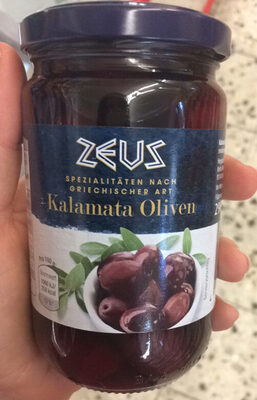 ZEUS
SPEZIALITÄTEN NACH
GRIECHISCHER ART
Kalamata Oliven